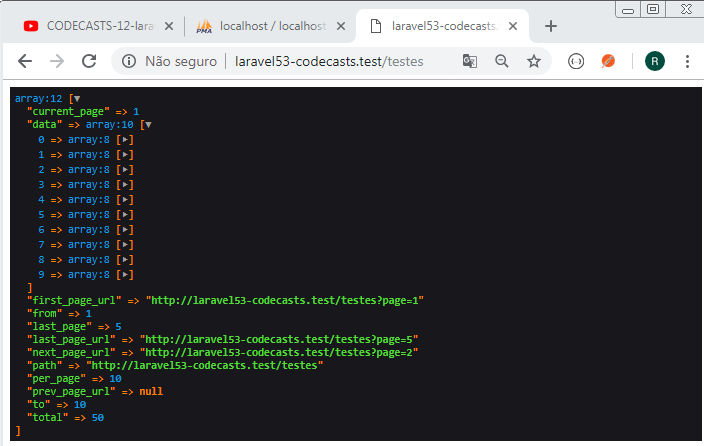 CODECASTS-12-lara
PMA
localhost / localhost
laravel53-codecasts.
Não seguro
laravel53-codecasts.test/testes
R
array:12 [▼
"current_page" => 1
"data" => array:10 [▼
0 => array:8 [▶]
1 => array:8 [▶]
2 => array:8 [▶]
3 => array:8 [▶]
4 => array:8 [▶]
5 => array:8 [▶]
6 => array:8 [▶]
7 => array:8 [▶]
8 => array:8 [▶]
9 => array:8 [▶]
]
"first_page_url" => "http://laravel53-codecasts.test/testes?page=1"
"from" => 1
"last_page" => 5
"last_page_url" => "http://laravel53-codecasts.test/testes?page=5"
"next_page_url" => "http://laravel53-codecasts.test/testes?page=2"
"path" => "http://laravel53-codecasts.test/testes"
"per_page" => 10
"prev_page_url" => null
"to" => 10
"total" => 50
]